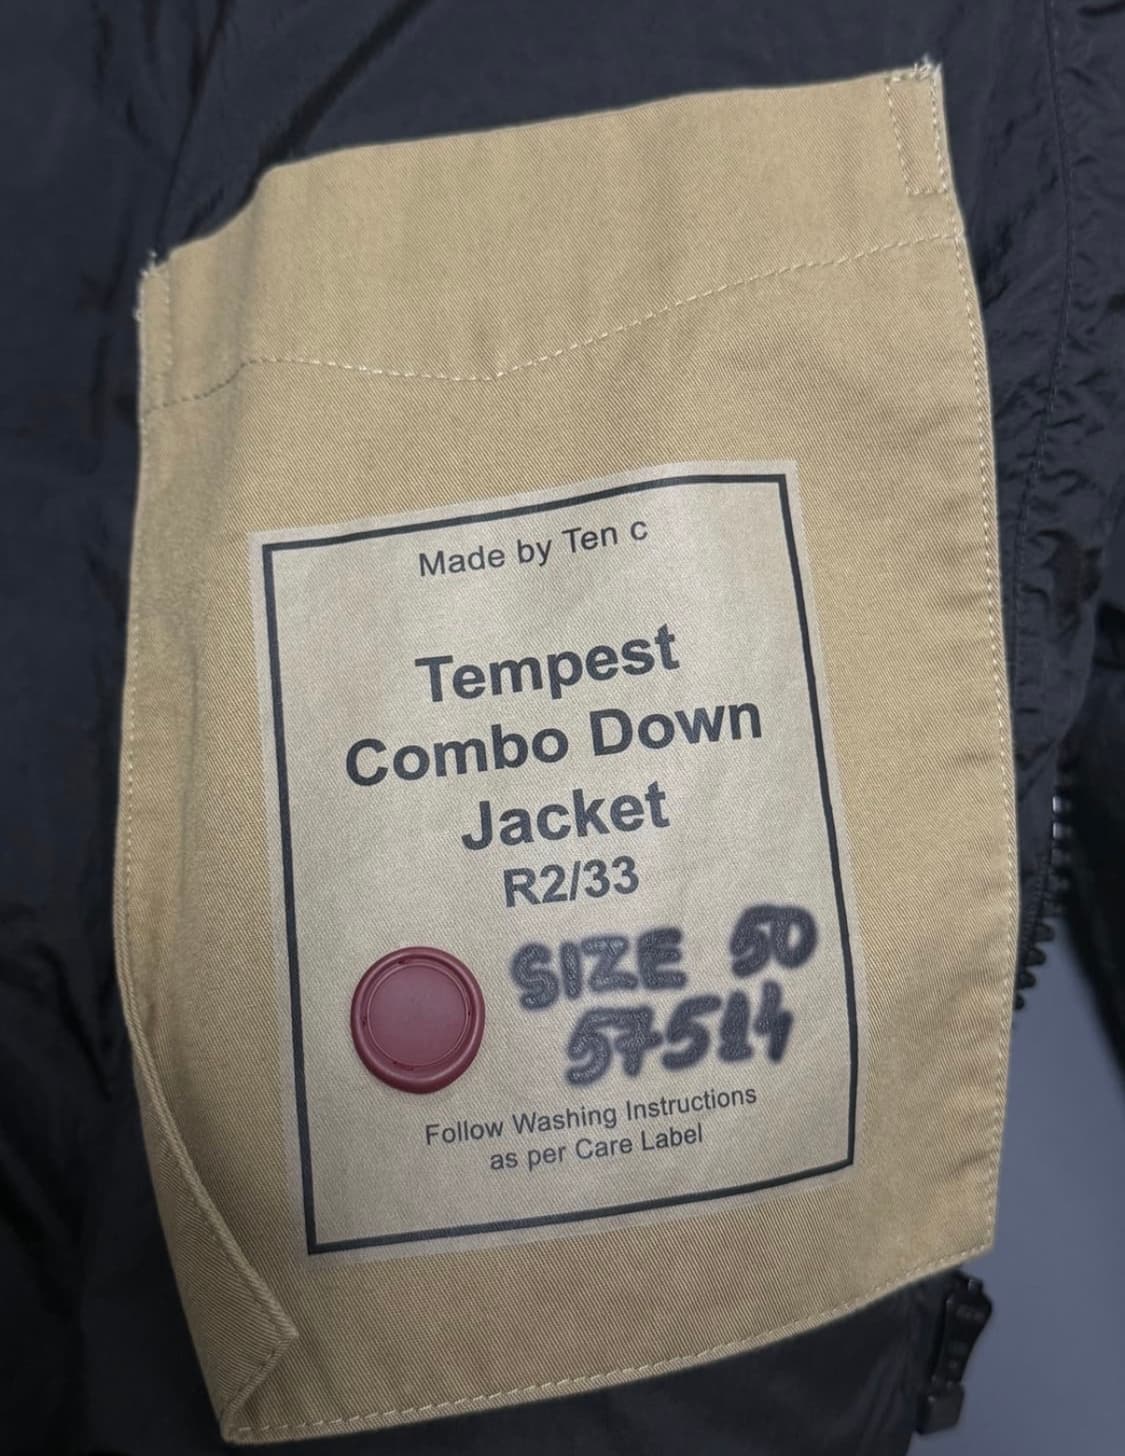 Made by Ten c
Tempest
Combo Down
Jacket
R2/33
SIZE 50
57514
Follow Washing Instructions
as per Care Label